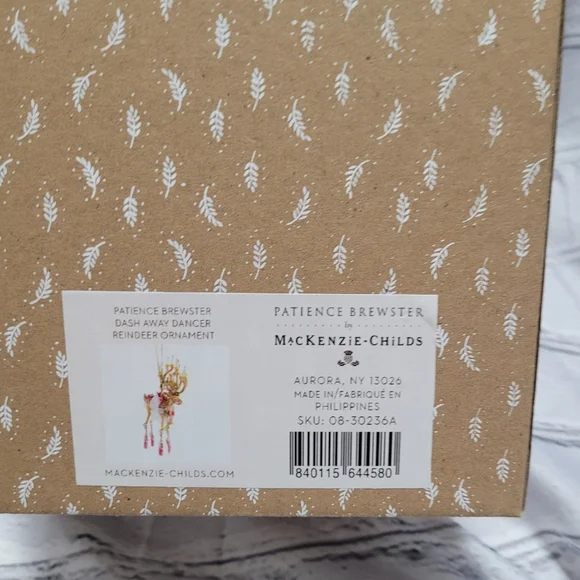 PATIENCE BREWSTER
DASH AWAY DANCER
REINDEER ORNAMENT
MACKENZIE-CHILDS.COM
PATIENCE BREWSTER
by
MACKENZiE-CHiLDS
AURORA, NY 13026
MADE IN/FABRIQUÉ EN
PHILIPPINES
SKU: 08-30236A
840115 644580